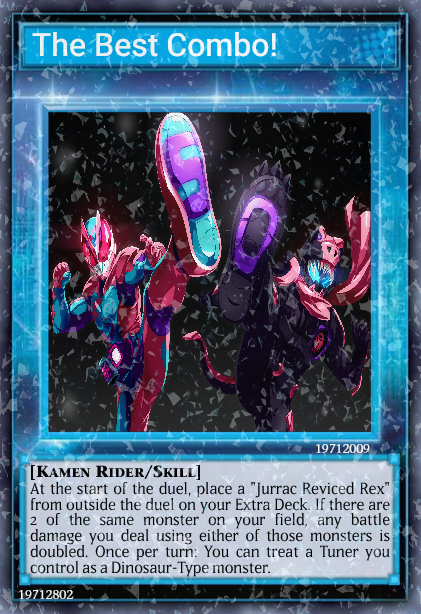 The Best Combo!
19712009
[KAMEN RIDER/SKILL]
At the start of the duel, place a "Jurrac Reviced Rex"
from outside the duel on your Extra Deck. If there are
2 of the same monster on your field, any battle
damage you deal using either of those monsters is
doubled. Once per turn: You can treat a Tuner you
control as a Dinosaur-Type monster.
19712802